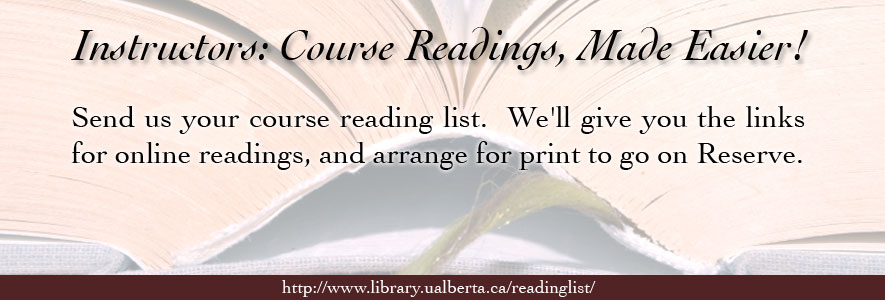 Instructors: Course Readings, Made Easier!
Send us your course reading list.  We'll give you the links
for online readings, and arrange for print to go on Reserve.
http://www.library.ualberta.ca/readinglist/